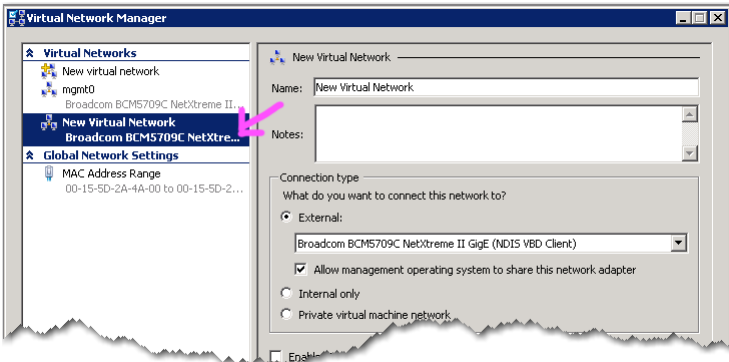 Virtual Network Manager
Virtual Networks
New virtual network
mgmt0
Broadcom BCM5709C NetXtreme II...
New Virtual Network
Broadcom BCM5709C NetXtre...
Global Network Settings
MAC Address Range
00-15-5D-2A-4A-00 to 00-15-5D-2...
New Virtual Network
Name: New Virtual Network
Notes:
Connection type
What do you want to connect this network to?
External:
Broadcom BCM5709C NetXtreme II GigE (NDIS VBD Client)
Allow management operating system to share this network adapter
Internal only
Private virtual machine network